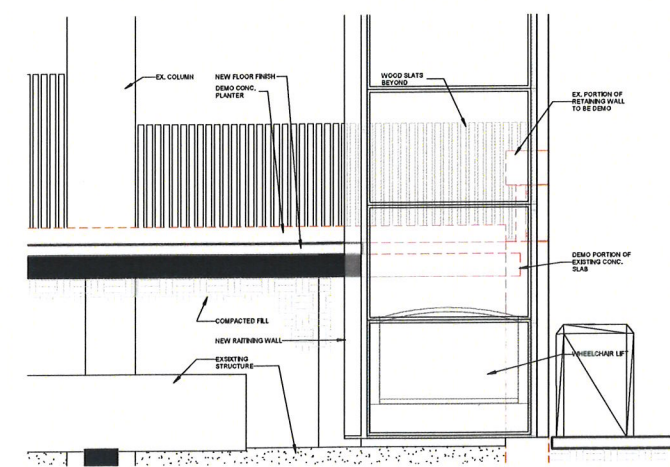 EX. COLUMN
NEW FLOOR FINISH
DEMO CONC.
PLANTER
WOOD SLATS
BEYOND
EX. PORTION OF
RETAINING WALL
TO BE DEMO
DEMO PORTION OF
EXISTING CONC.
SLAB
COMPACTED FILL
NEW RAITINING WALL
EXSIXTING
STRUCTURE
WHEELCHAIR LIFT